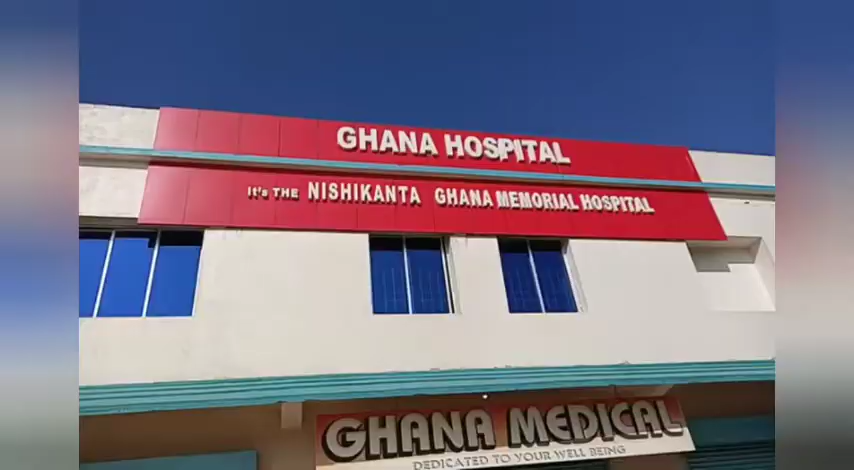 GHANA HOSPITAL
It's THE NISHIKANTA GHANA MEMORIAL HOSPITAL
GHANA MEDICAL
DEDICATED TO YOUR WELL BEING